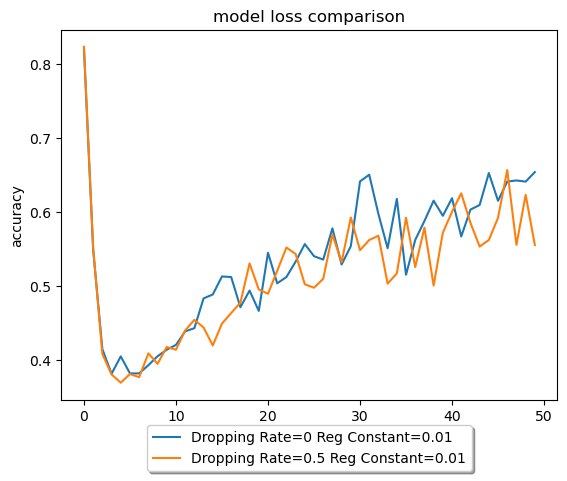 model loss comparison
0.8
0.7
0.6
0.5
0.4
accuracy
0 10 20 30 40 50
Dropping Rate=0 Reg Constant=0.01
Dropping Rate=0.5 Reg Constant=0.01